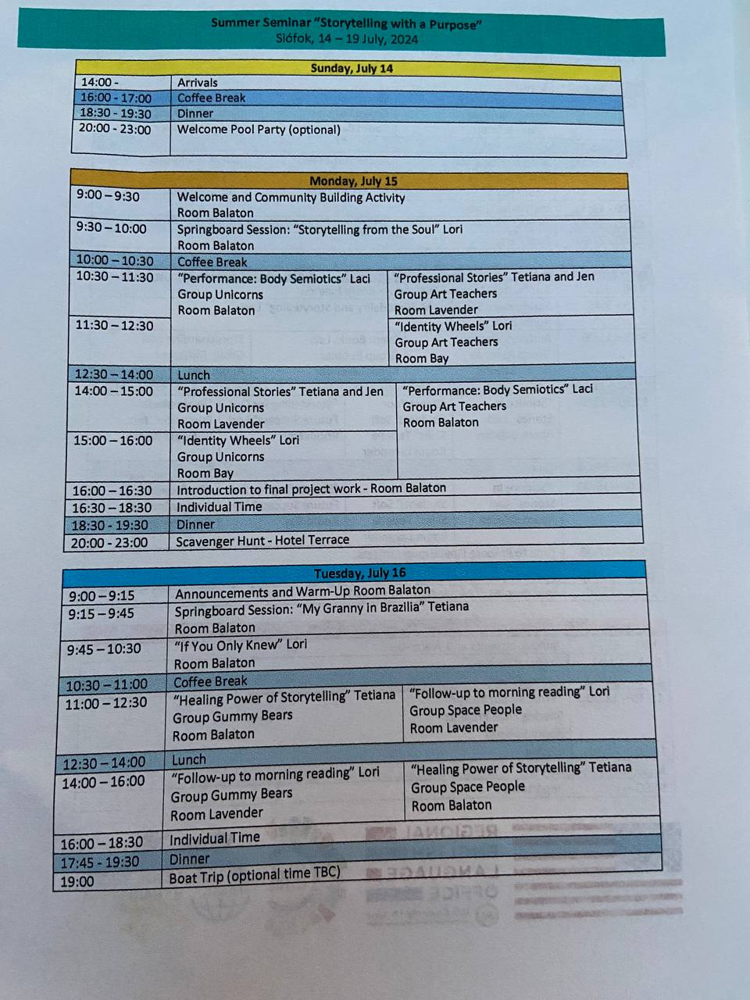 Summer Seminar “Storytelling with a Purpose”
Siófok, 14 – 19 July, 2024
Sunday, July 14
14:00 - Arrivals
16:00 - 17:00 Coffee Break
18:30 - 19:30 Dinner
20:00 - 23:00 Welcome Pool Party (optional)
Monday, July 15
9:00 – 9:30 Welcome and Community Building Activity
Room Balaton
9:30 – 10:00 Springboard Session: “Storytelling from the Soul” Lori
Room Balaton
10:00 – 10:30 Coffee Break
10:30 – 11:30 “Performance: Body Semiotics” Laci
Group Unicorns
Room Balaton
“Professional Stories” Tetiana and Jen
Group Art Teachers
Room Lavender
11:30 – 12:30 “Identity Wheels” Lori
Group Art Teachers
Room Bay
12:30 – 14:00 Lunch
14:00 – 15:00 “Professional Stories” Tetiana and Jen
Group Unicorns
Room Lavender
“Performance: Body Semiotics” Laci
Group Art Teachers
Room Balaton
15:00 – 16:00 “Identity Wheels” Lori
Group Unicorns
Room Bay
16:00 – 16:30 Introduction to final project work - Room Balaton
16:30 – 18:30 Individual Time
18:30 - 19:30 Dinner
20:00 - 23:00 Scavenger Hunt - Hotel Terrace
Tuesday, July 16
9:00 – 9:15 Announcements and Warm-Up Room Balaton
9:15 – 9:45 Springboard Session: “My Granny in Brazilia” Tetiana
Room Balaton
9:45 – 10:30 “If You Only Knew” Lori
Room Balaton
10:30 – 11:00 Coffee Break
11:00 – 12:30 “Healing Power of Storytelling” Tetiana
Group Gummy Bears
Room Balaton
“Follow-up to morning reading” Lori
Group Space People
Room Lavender
12:30 – 14:00 Lunch
14:00 – 16:00 “Follow-up to morning reading” Lori
Group Gummy Bears
Room Lavender
“Healing Power of Storytelling” Tetiana
Group Space People
Room Balaton
16:00 – 18:30 Individual Time
17:45 - 19:30 Dinner
19:00 Boat Trip (optional time TBC)
REGIONAL
LANGUAGE
OFFICE